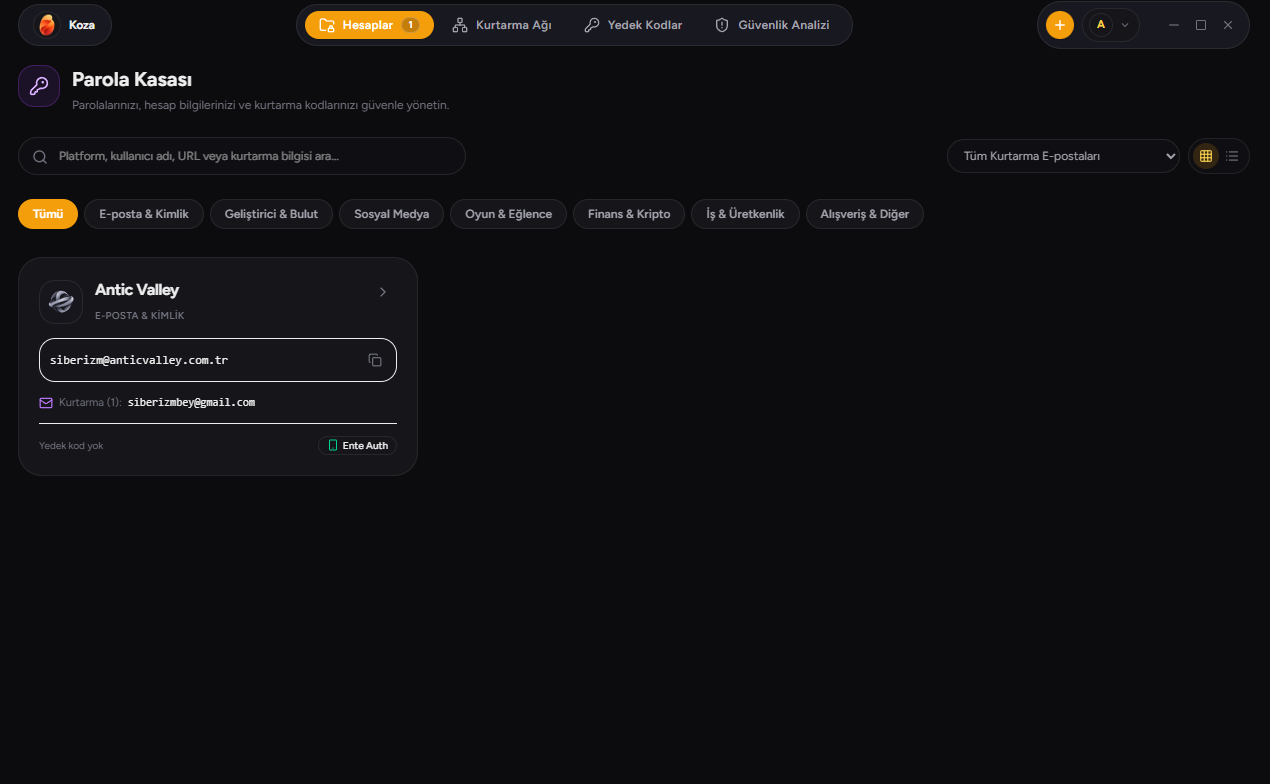 Koza
Hesaplar 1
Kurtarma Ağı
Yedek Kodlar
Güvenlik Analizi
A
Parola Kasası
Parolalarınızı, hesap bilgilerinizi ve kurtarma kodlarınızı güvenle yönetin.
Platform, kullanıcı adı, URL veya kurtarma bilgisi ara...
Tüm Kurtarma E-postaları
Tümü
E-posta & Kimlik
Geliştirici & Bulut
Sosyal Medya
Oyun & Eğlence
Finans & Kripto
İş & Üretkenlik
Alışveriş & Diğer
Antic Valley
E-POSTA & KİMLİK
siberizm@anticvalley.com.tr
Kurtarma (1): siberizmbey@gmail.com
Yedek kod yok
Ente Auth